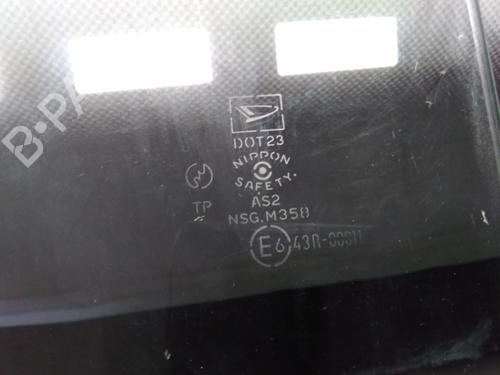 DOT23
NIPPON
SAFETY
TP
AS2
NSG.M358
E6
B-PA